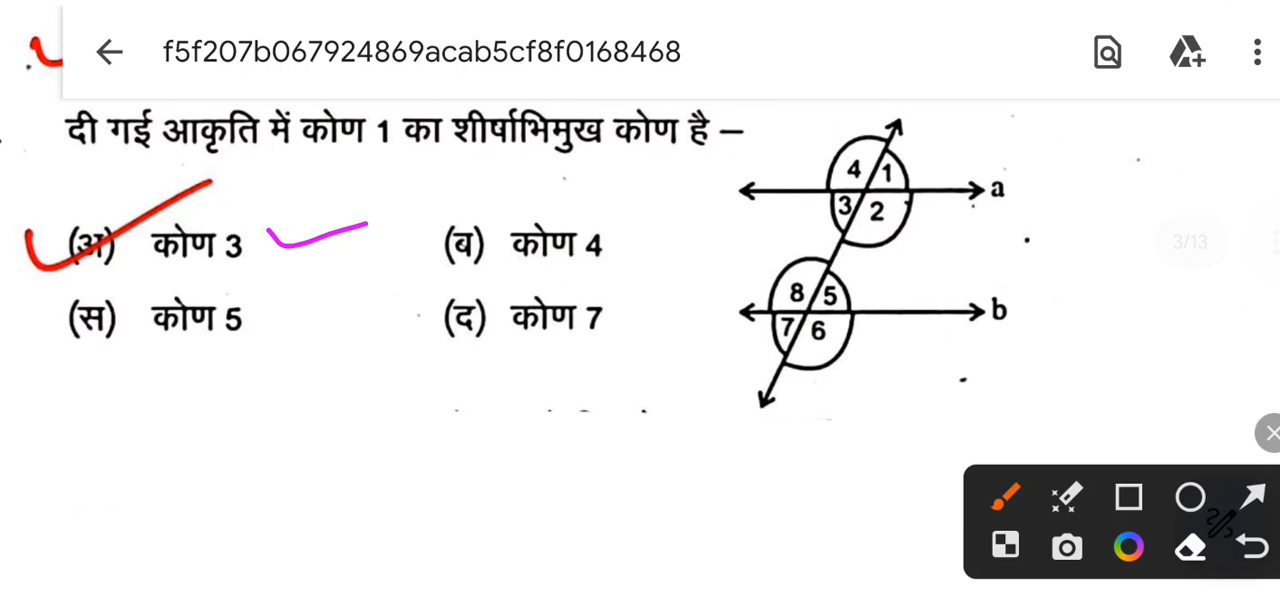 f5f207b067924869acab5cf8f0168468
दी गई आकृति में कोण 1 का शीर्षाभिमुख कोण है –
(अ) कोण 3
(ब) कोण 4
(स) कोण 5
(द) कोण 7
4 1
a
3 2
8 5
b
7 6
3/13